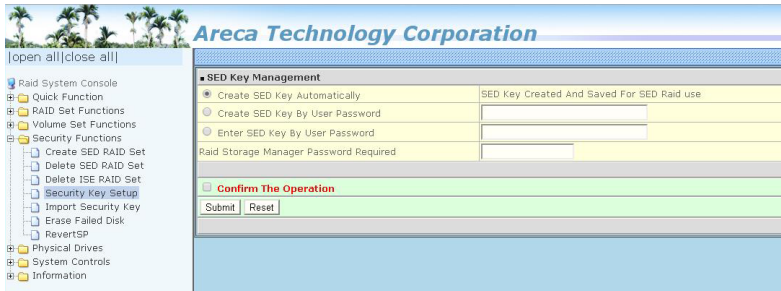 Areca Technology Corporation
|open all|close all|
Raid System Console
Quick Function
RAID Set Functions
Volume Set Functions
Security Functions
Create SED RAID Set
Delete SED RAID Set
Delete ISE RAID Set
Security Key Setup
Import Security Key
Erase Failed Disk
RevertSP
Physical Drives
System Controls
Information
SED Key Management
Create SED Key Automatically SED Key Created And Saved For SED Raid use
Create SED Key By User Password
Enter SED Key By User Password
Raid Storage Manager Password Required
Confirm The Operation
Submit Reset